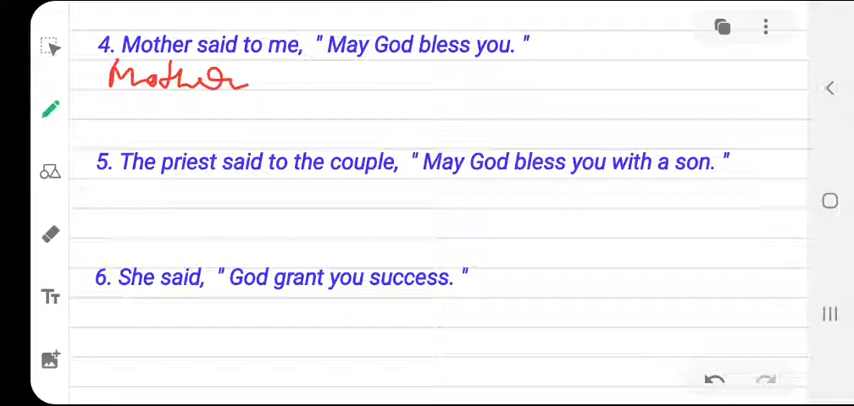 4. Mother said to me, " May God bless you. "
Mother
5. The priest said to the couple, " May God bless you with a son. "
6. She said, " God grant you success. "
TT